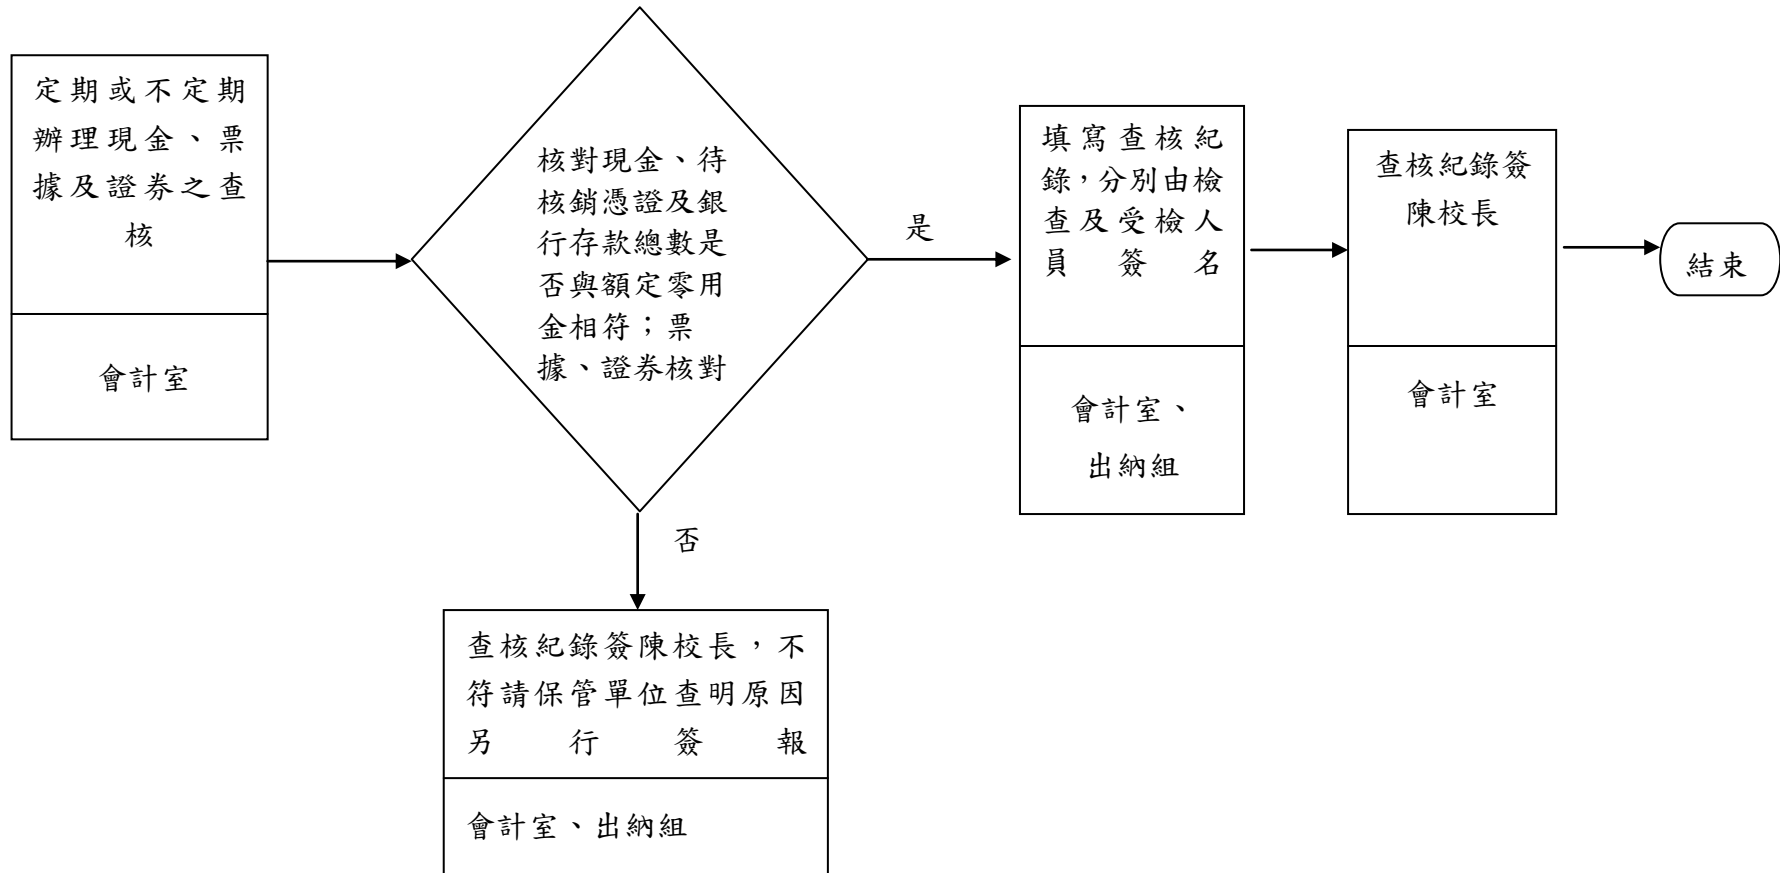 定期或不定期
辦理現金、票
據及證券之查
核
會計室
核對現金、待
核銷憑證及銀
行存款總數是
否與額定零用
金相符；票
據、證券核對
是
填寫查核紀
錄，分別由檢
查及受檢人
員簽名
會計室、
出納組
查核紀錄簽
陳校長
會計室
結束
否
查核紀錄簽陳校長，不
符請保管單位查明原因
另行簽報
會計室、出納組